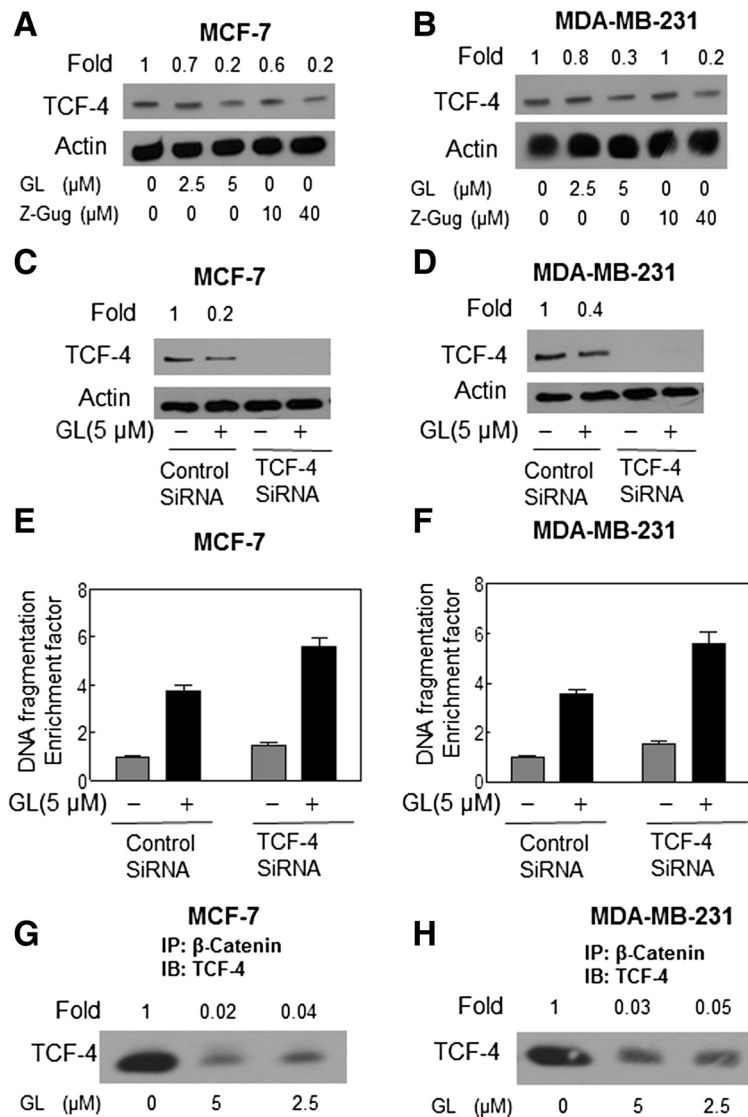 A
MCF-7
Fold 1 0.7 0.2 0.6 0.2
TCF-4
Actin
GL (µM) 0 2.5 5 0 0
Z-Gug (µM) 0 0 0 10 40
B
MDA-MB-231
Fold 1 0.8 0.3 1 0.2
TCF-4
Actin
GL (µM) 0 2.5 5 0 0
Z-Gug (µM) 0 0 0 10 40
C
MCF-7
Fold 1 0.2
TCF-4
Actin
GL(5 µM) – + – +
Control TCF-4
SiRNA SiRNA
D
MDA-MB-231
Fold 1 0.4
TCF-4
Actin
GL(5 µM) – + – +
Control TCF-4
SiRNA SiRNA
E
MCF-7
DNA fragmentation
Enrichment factor
8
6
4
2
0
GL(5 µM) – + – +
Control TCF-4
SiRNA SiRNA
F
MDA-MB-231
DNA fragmentation
Enrichment factor
8
6
4
2
0
GL(5 µM) – + – +
Control TCF-4
SiRNA SiRNA
G
MCF-7
IP: β-Catenin
IB: TCF-4
Fold 1 0.02 0.04
TCF-4
GL (µM) 0 5 2.5
H
MDA-MB-231
IP: β-Catenin
IB: TCF-4
Fold 1 0.03 0.05
TCF-4
GL (µM) 0 5 2.5